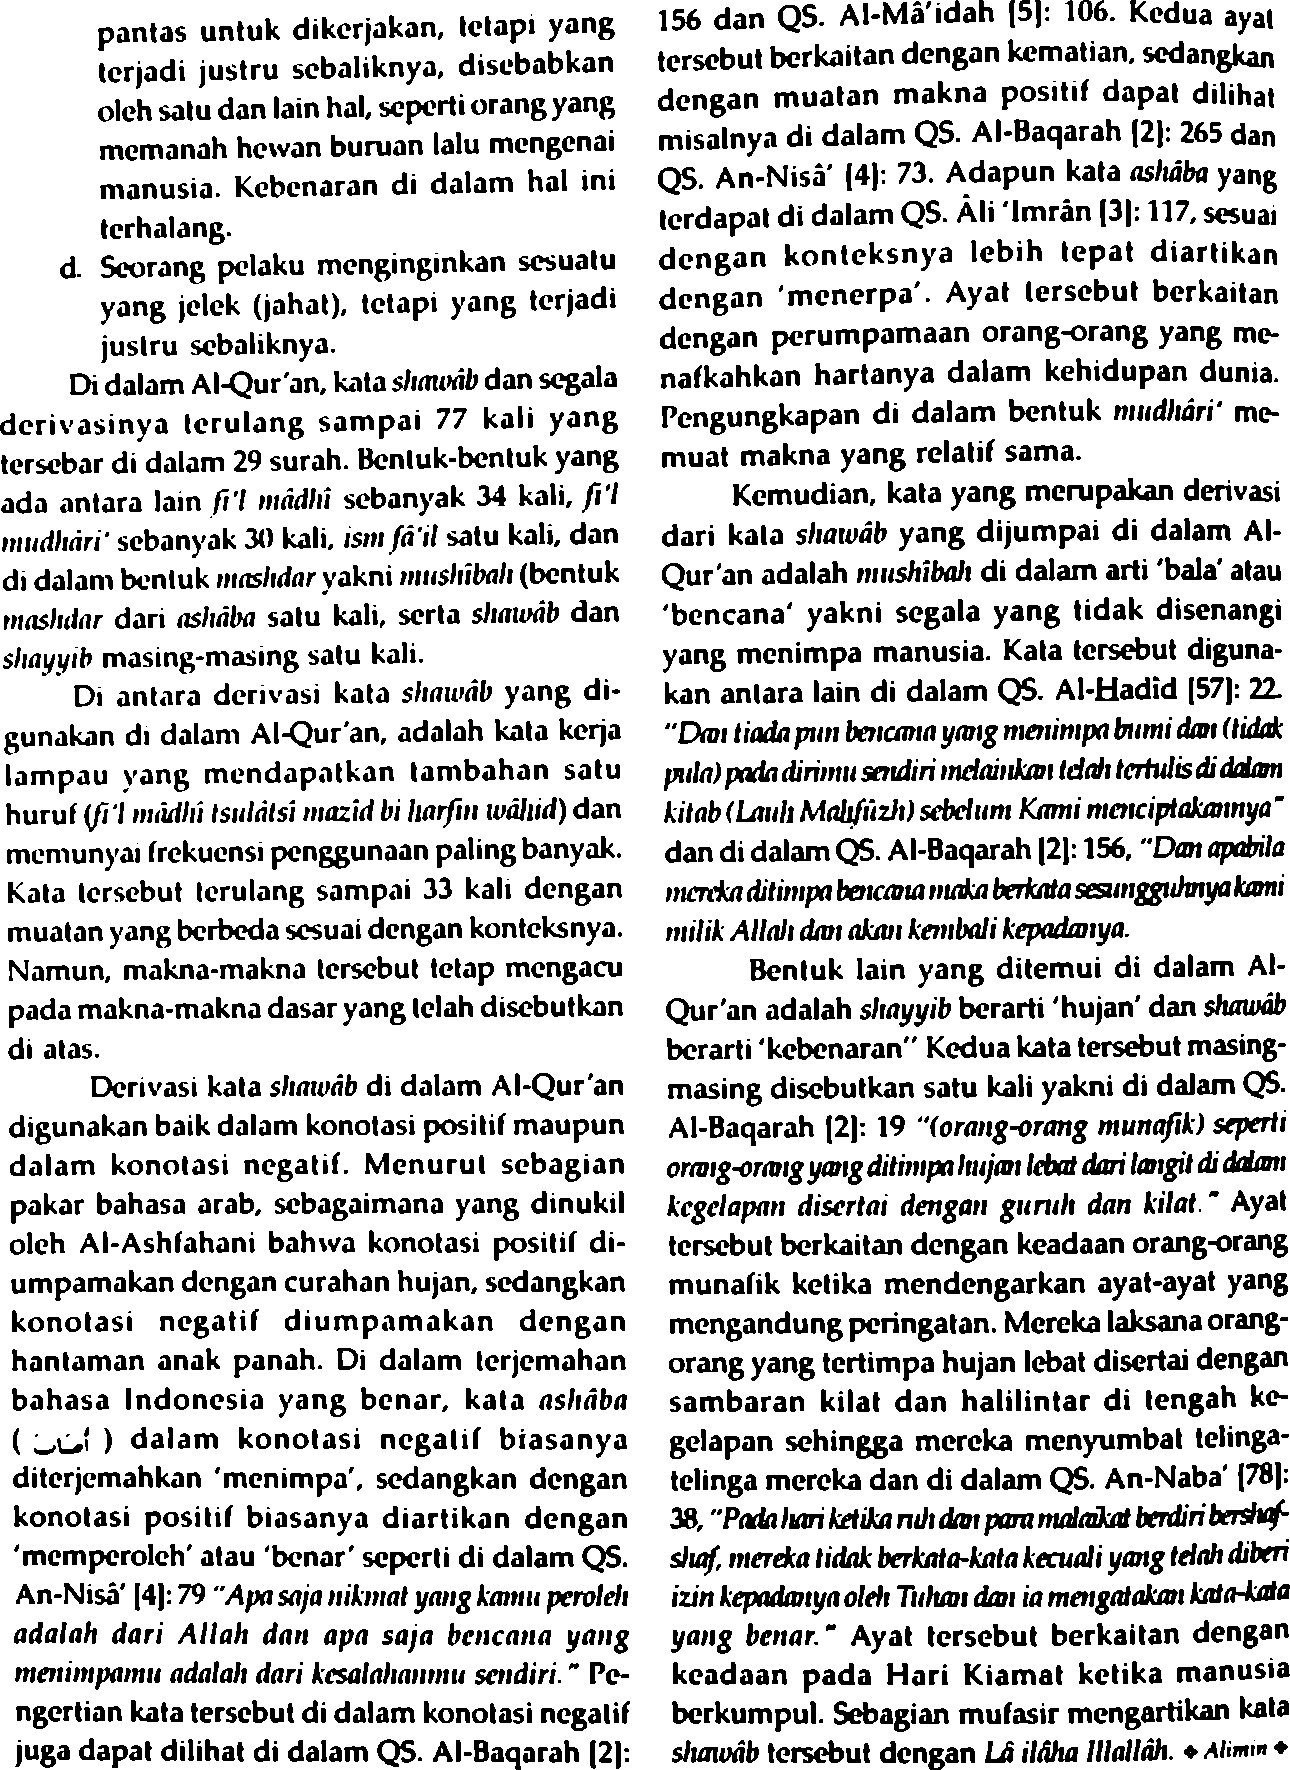 pantas untuk dikerjakan, tetapi yang
terjadi justru sebaliknya, disebabkan
oleh satu dan lain hal, seperti orang yang
memanah hewan buruan lalu mengenai
manusia. Kebenaran di dalam hal ini
terhalang.
d. Seorang pelaku menginginkan sesuatu
yang jelek (jahat), tetapi yang terjadi
justru sebaliknya.
Di dalam Al-Qur'an, kata shawâb dan segala
derivasinya terulang sampai 77 kali yang
tersebar di dalam 29 surah. Bentuk-bentuk yang
ada antara lain fi'l mâdhî sebanyak 34 kali, fi'l
mudhâri' sebanyak 30 kali, ism fâ'il satu kali, dan
di dalam bentuk mashdar yakni mushîbah (bentuk
mashdar dari ashâba satu kali, serta shawâb dan
shayyib masing-masing satu kali.
Di antara derivasi kata shawâb yang di-
gunakan di dalam Al-Qur'an, adalah kata kerja
lampau yang mendapatkan tambahan satu
huruf (fi'l mâdhî tsulâtsî mazîd bi harfin wâhid) dan
memunyai frekuensi penggunaan paling banyak.
Kata tersebut terulang sampai 33 kali dengan
muatan yang berbeda sesuai dengan konteksnya.
Namun, makna-makna tersebut tetap mengacu
pada makna-makna dasar yang telah disebutkan
di atas.
Derivasi kata shawâb di dalam Al-Qur'an
digunakan baik dalam konotasi positif maupun
dalam konotasi negatif. Menurut sebagian
pakar bahasa arab, sebagaimana yang dinukil
oleh Al-Ashfahani bahwa konotasi positif di-
umpamakan dengan curahan hujan, sedangkan
konotasi negatif diumpamakan dengan
hantaman anak panah. Di dalam terjemahan
bahasa Indonesia yang benar, kata ashâba
( ) dalam konotasi negatif biasanya
diterjemahkan 'menimpa', sedangkan dengan
konotasi positif biasanya diartikan dengan
'memperoleh' atau 'benar' seperti di dalam QS.
An-Nisâ' [4]: 79 "Apa saja nikmat yang kamu peroleh
adalah dari Allah dan apa saja bencana yang
menimpamu adalah dari kesalahanmu sendiri." Pe-
ngertian kata tersebut di dalam konotasi negatif
juga dapat dilihat di dalam QS. Al-Baqarah [2]:
156 dan QS. Al-Mâ'idah [5]: 106. Kedua ayat
tersebut berkaitan dengan kematian, sedangkan
dengan muatan makna positif dapat dilihat
misalnya di dalam QS. Al-Baqarah [2]: 265 dan
QS. An-Nisâ' [4]: 73. Adapun kata ashâba yang
terdapat di dalam QS. Âli 'Imrân [3]: 117, sesuai
dengan konteksnya lebih tepat diartikan
dengan 'menerpa'. Ayat tersebut berkaitan
dengan perumpamaan orang-orang yang me-
nafkahkan hartanya dalam kehidupan dunia.
Pengungkapan di dalam bentuk mudhâri' me-
muat makna yang relatif sama.
Kemudian, kata yang merupakan derivasi
dari kata shawâb yang dijumpai di dalam Al-
Qur'an adalah mushîbah di dalam arti 'bala' atau
'bencana' yakni segala yang tidak disenangi
yang menimpa manusia. Kata tersebut diguna-
kan antara lain di dalam QS. Al-Hadîd [57]: 22.
"Dan tiada pun bencana yang menimpa bumi dan (tidak
pula) pada dirimu sendiri melainkan telah tertulis di dalam
kitab (Lauh Mahfûzh) sebelum Kami menciptakannya"
dan di dalam QS. Al-Baqarah [2]: 156, "Dan apabila
mereka ditimpa bencana maka berkata sesungguhnya kami
milik Allah dan akan kembali kepadanya.
Bentuk lain yang ditemui di dalam Al-
Qur'an adalah shayyib berarti 'hujan' dan shawâb
berarti 'kebenaran" Kedua kata tersebut masing-
masing disebutkan satu kali yakni di dalam QS.
Al-Baqarah [2]: 19 "(orang-orang munafik) seperti
orang-orang yang ditimpa hujan lebat dari langit di dalam
kegelapan disertai dengan guruh dan kilat." Ayat
tersebut berkaitan dengan keadaan orang-orang
munafik ketika mendengarkan ayat-ayat yang
mengandung peringatan. Mereka laksana orang-
orang yang tertimpa hujan lebat disertai dengan
sambaran kilat dan halilintar di tengah ke-
gelapan sehingga mereka menyumbat telinga-
telinga mereka dan di dalam QS. An-Naba' [78]:
38, "Pada hari ketika ruh dan para malaikat berdiri bershaf-
shaf, mereka tidak berkata-kata kecuali yang telah diberi
izin kepadanya oleh Tuhan dan ia mengatakan kata-kata
yang benar." Ayat tersebut berkaitan dengan
keadaan pada Hari Kiamat ketika manusia
berkumpul. Sebagian mufasir mengartikan kata
shawâb tersebut dengan Lâ ilâha Illallâh. ◆ Alimin ◆